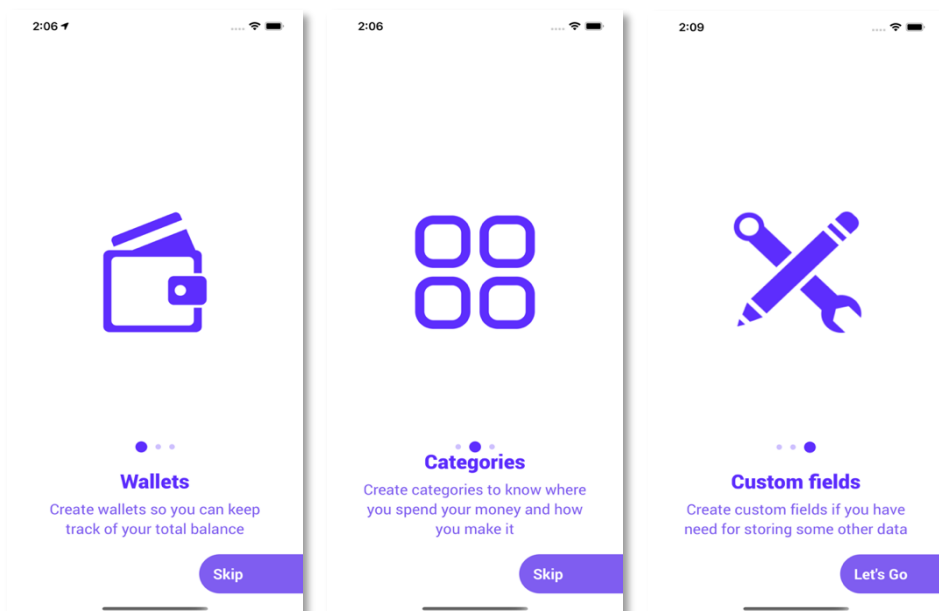 2:06
Wallets
Create wallets so you can keep
track of your total balance
Skip
2:06
Categories
Create categories to know where
you spend your money and how
you make it
Skip
2:09
Custom fields
Create custom fields if you have
need for storing some other data
Let's Go